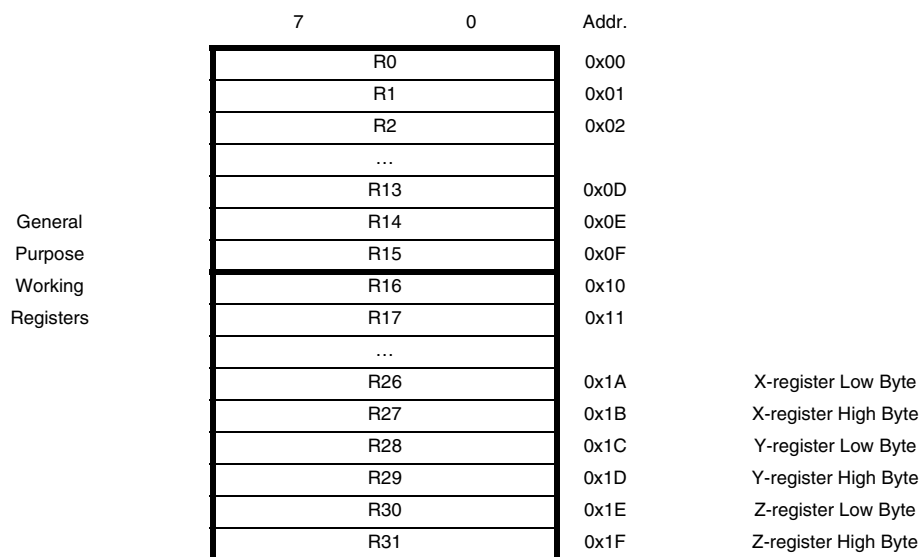 7 0 Addr.
R0 0x00
R1 0x01
R2 0x02
…
R13 0x0D
General R14 0x0E
Purpose R15 0x0F
Working R16 0x10
Registers R17 0x11
…
R26 0x1A X-register Low Byte
R27 0x1B X-register High Byte
R28 0x1C Y-register Low Byte
R29 0x1D Y-register High Byte
R30 0x1E Z-register Low Byte
R31 0x1F Z-register High Byte